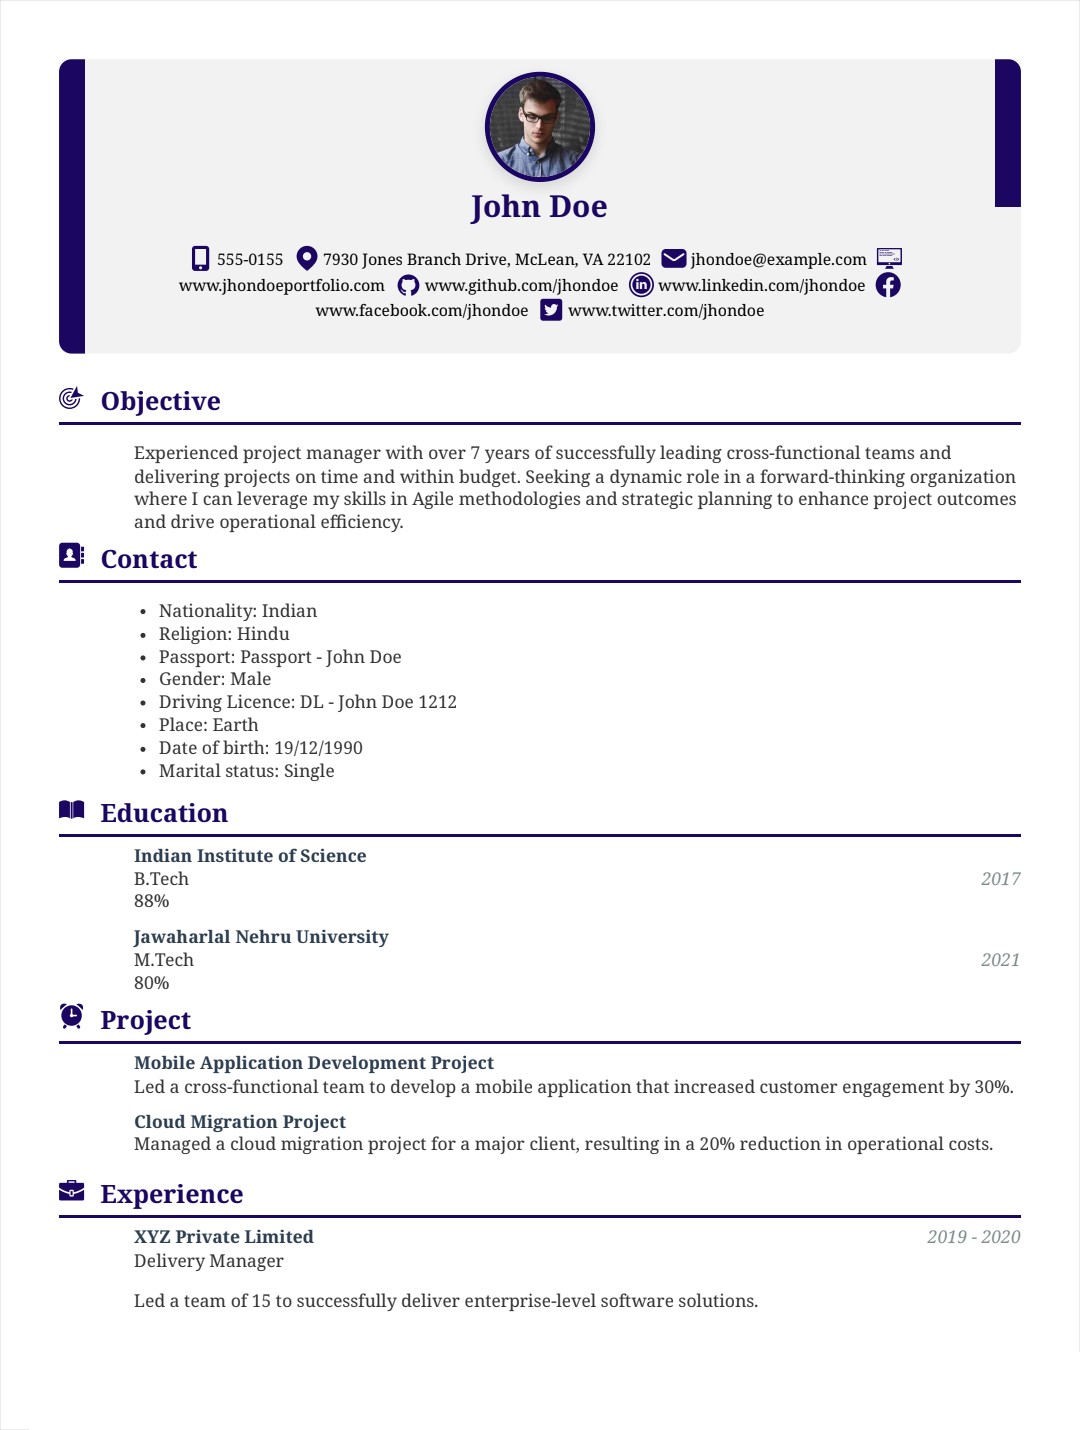 John Doe
555-0155 7930 Jones Branch Drive, McLean, VA 22102 jhondoe@example.com
www.jhondoeportfolio.com www.github.com/jhondoe www.linkedin.com/jhondoe
www.facebook.com/jhondoe www.twitter.com/jhondoe
Objective
Experienced project manager with over 7 years of successfully leading cross-functional teams and
delivering projects on time and within budget. Seeking a dynamic role in a forward-thinking organization
where I can leverage my skills in Agile methodologies and strategic planning to enhance project outcomes
and drive operational efficiency.
Contact
• Nationality: Indian
• Religion: Hindu
• Passport: Passport - John Doe
• Gender: Male
• Driving Licence: DL - John Doe 1212
• Place: Earth
• Date of birth: 19/12/1990
• Marital status: Single
Education
Indian Institute of Science
B.Tech 2017
88%
Jawaharlal Nehru University
M.Tech 2021
80%
Project
Mobile Application Development Project
Led a cross-functional team to develop a mobile application that increased customer engagement by 30%.
Cloud Migration Project
Managed a cloud migration project for a major client, resulting in a 20% reduction in operational costs.
Experience
XYZ Private Limited 2019 - 2020
Delivery Manager
Led a team of 15 to successfully deliver enterprise-level software solutions.